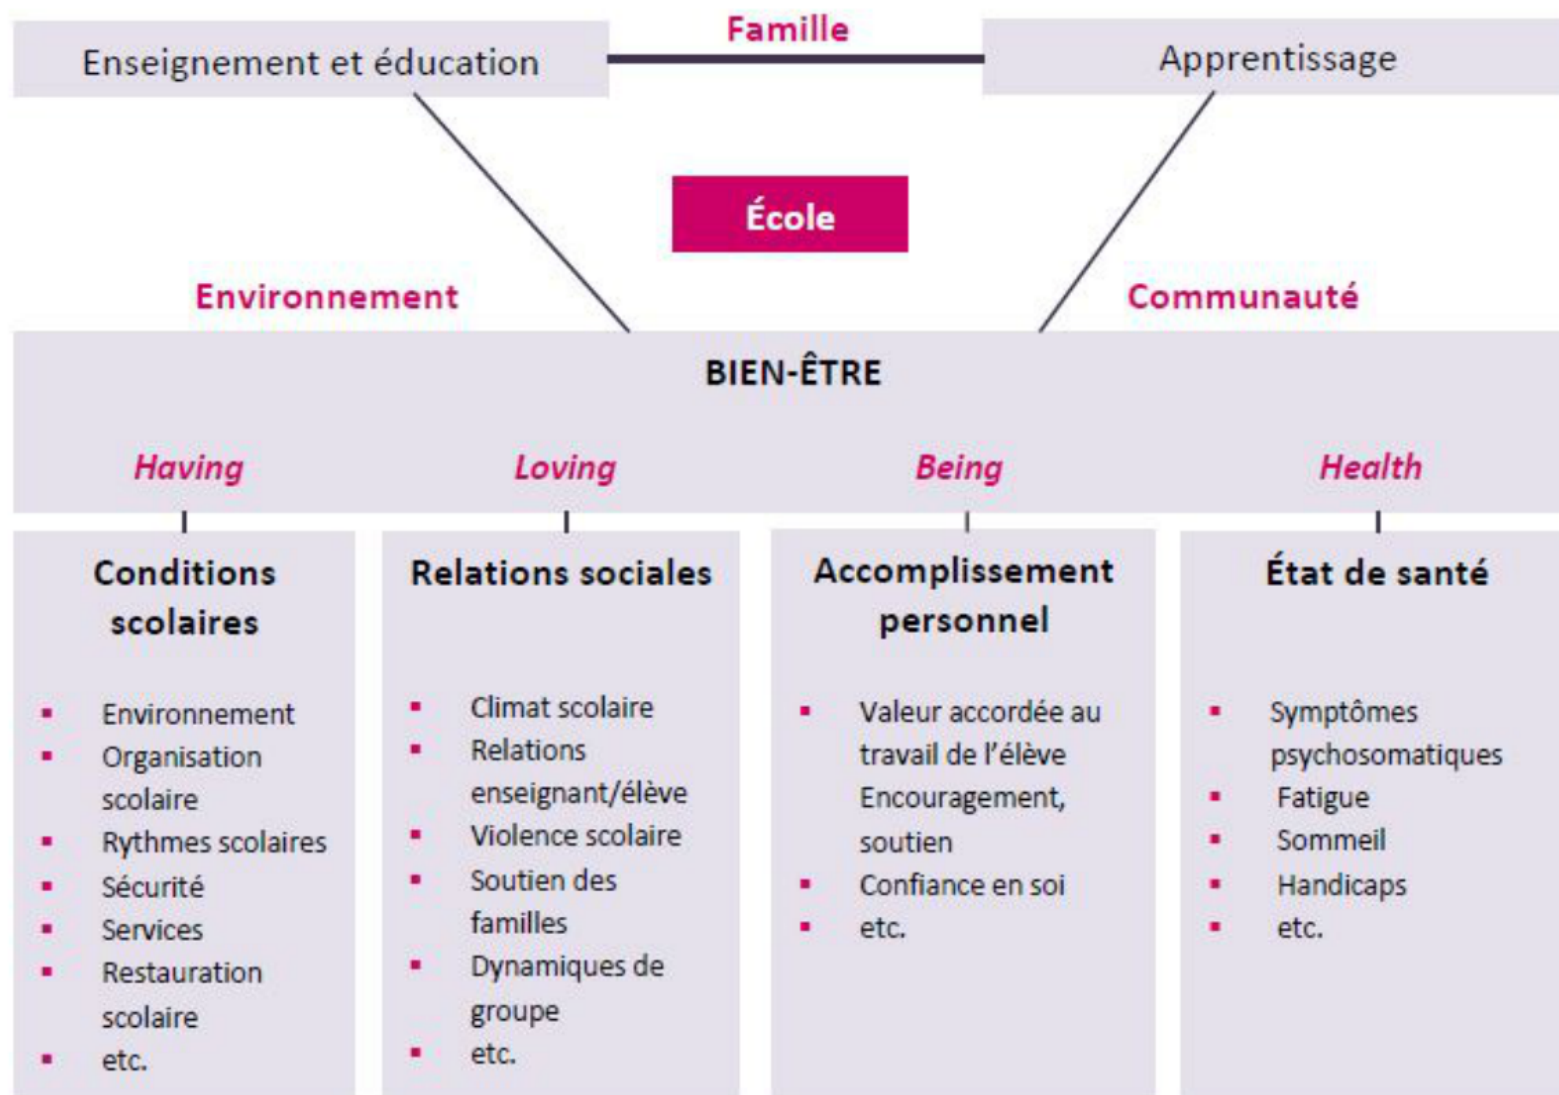 Famille
Enseignement et éducation
Apprentissage
École
Environnement
Communauté
BIEN-ÊTRE
Having
Loving
Being
Health
Conditions
scolaires
▪ Environnement
▪ Organisation
scolaire
▪ Rythmes scolaires
▪ Sécurité
▪ Services
▪ Restauration
scolaire
▪ etc.
Relations sociales
▪ Climat scolaire
▪ Relations
enseignant/élève
▪ Violence scolaire
▪ Soutien des
familles
▪ Dynamiques de
groupe
▪ etc.
Accomplissement
personnel
▪ Valeur accordée au
travail de l’élève
Encouragement,
soutien
▪ Confiance en soi
▪ etc.
État de santé
▪ Symptômes
psychosomatiques
▪ Fatigue
▪ Sommeil
▪ Handicaps
▪ etc.